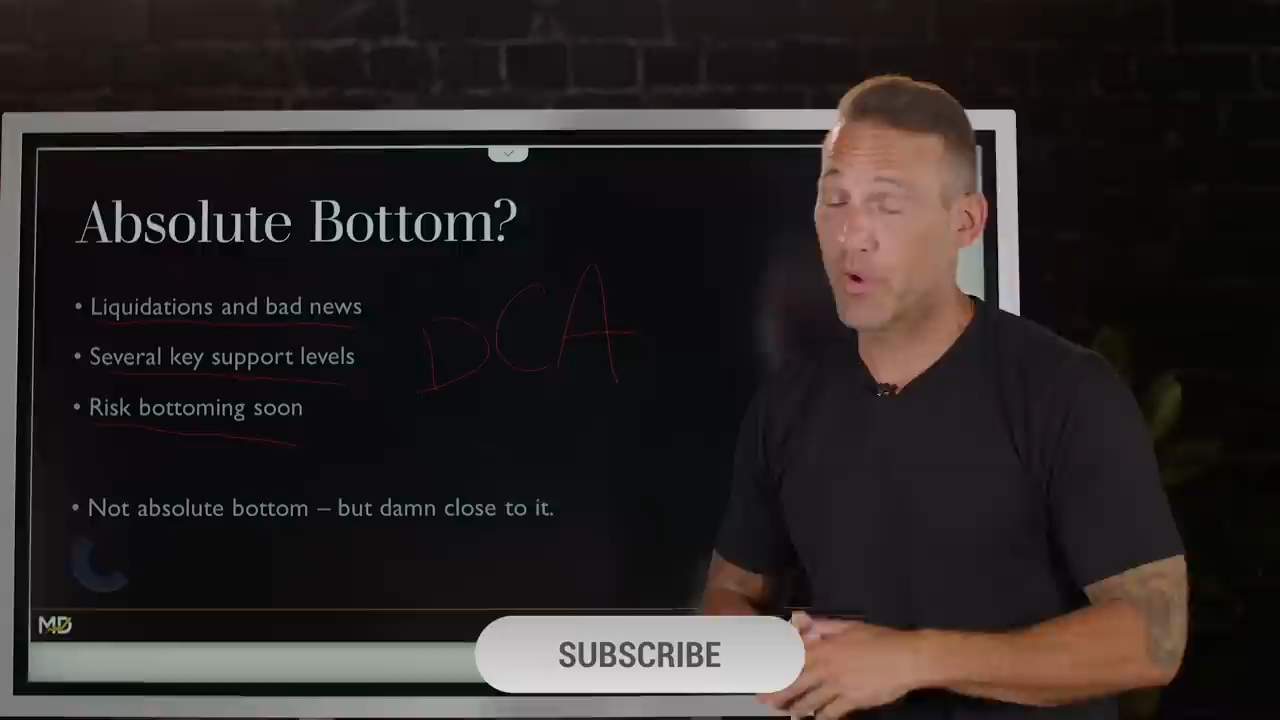 Absolute Bottom?
• Liquidations and bad news
• Several key support levels
DCA
• Risk bottoming soon
• Not absolute bottom – but damn close to it.
MD
SUBSCRIBE